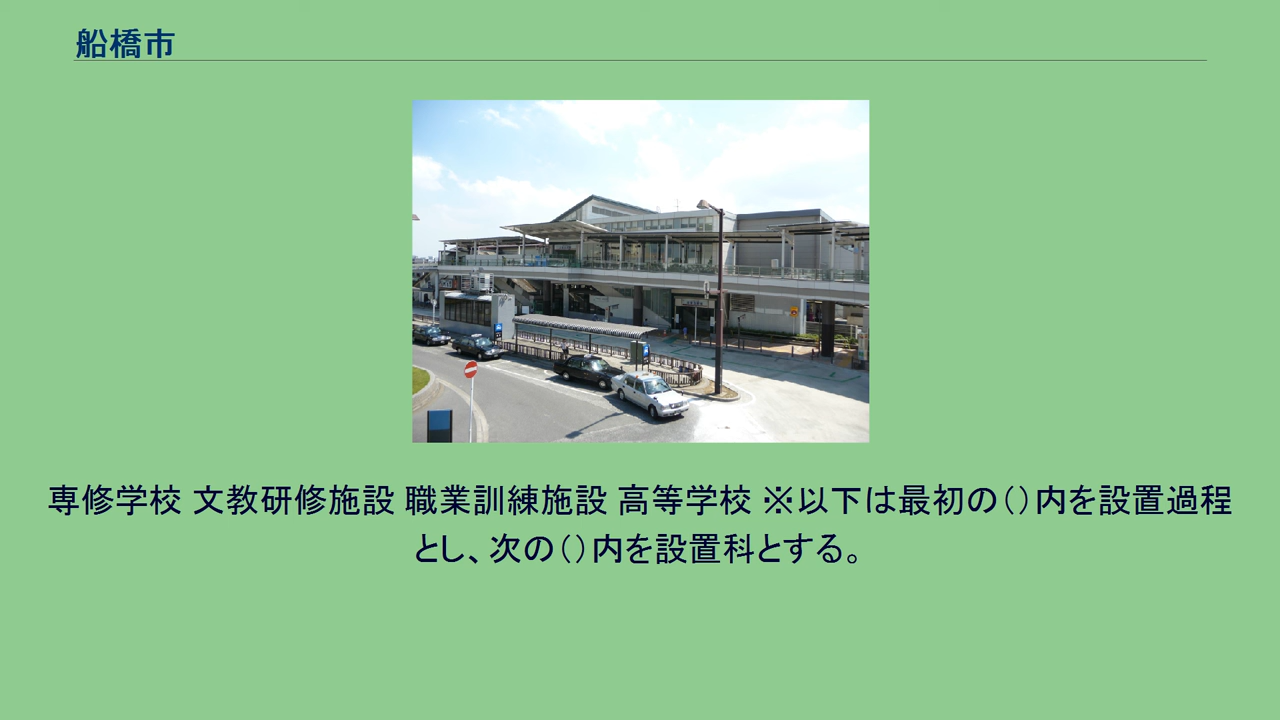 船橋市
専修学校 文教研修施設 職業訓練施設 高等学校 ※以下は最初の（）内を設置過程
とし、次の（）内を設置科とする。